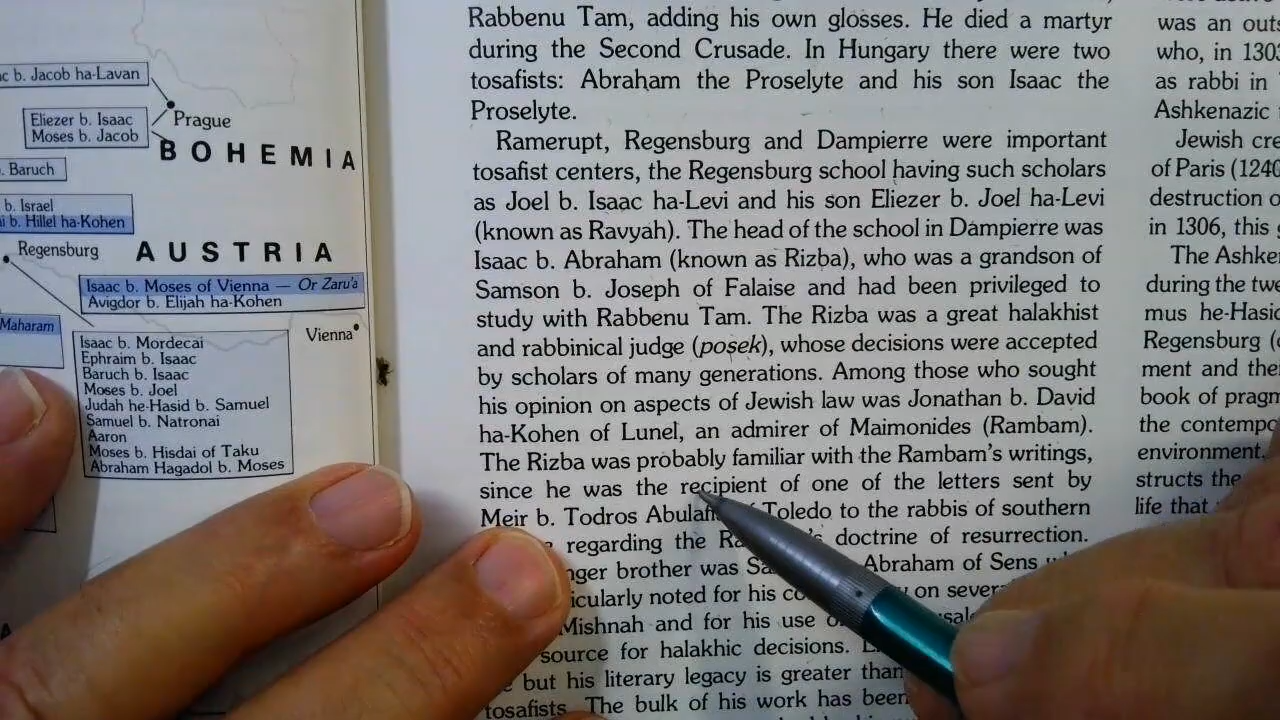 c b. Jacob ha-Lavan
Eliezer b. Isaac
Moses b. Jacob
Prague
BOHEMIA
. Baruch
b. Israel
i b. Hillel ha-Kohen
Regensburg
AUSTRIA
Isaac b. Moses of Vienna — Or Zaru'a
Avigdor b. Elijah ha-Kohen
Maharam
Vienna
Isaac b. Mordecai
Ephraim b. Isaac
Baruch b. Isaac
Moses b. Joel
Judah he-Hasid b. Samuel
Samuel b. Natronai
Aaron
Moses b. Hisdai of Taku
Abraham Hagadol b. Moses
Rabbenu Tam, adding his own glosses. He died a martyr
during the Second Crusade. In Hungary there were two
tosafists: Abraham the Proselyte and his son Isaac the
Proselyte.
Ramerupt, Regensburg and Dampierre were important
tosafist centers, the Regensburg school having such scholars
as Joel b. Isaac ha-Levi and his son Eliezer b. Joel ha-Levi
(known as Ravyah). The head of the school in Dampierre was
Isaac b. Abraham (known as Rizba), who was a grandson of
Samson b. Joseph of Falaise and had been privileged to
study with Rabbenu Tam. The Rizba was a great halakhist
and rabbinical judge (posek), whose decisions were accepted
by scholars of many generations. Among those who sought
his opinion on aspects of Jewish law was Jonathan b. David
ha-Kohen of Lunel, an admirer of Maimonides (Rambam).
The Rizba was probably familiar with the Rambam's writings,
since he was the recipient of one of the letters sent by
Meir b. Todros Abulafi Toledo to the rabbis of southern
regarding the Ra 's doctrine of resurrection.
nger brother was Sa Abraham of Sens
icularly noted for his co on sever
Mishnah and for his use o usale
source for halakhic decisions.
but his literary legacy is greater than
tosafists. The bulk of his work has been
was an outs
who, in 1303
as rabbi in
Ashkenazic
Jewish cre
of Paris (1240
destruction o
in 1306, this
The Ashke
during the twe
mus he-Hasid
Regensburg (
ment and the
book of pragm
the contempo
environment.
structs the
life that